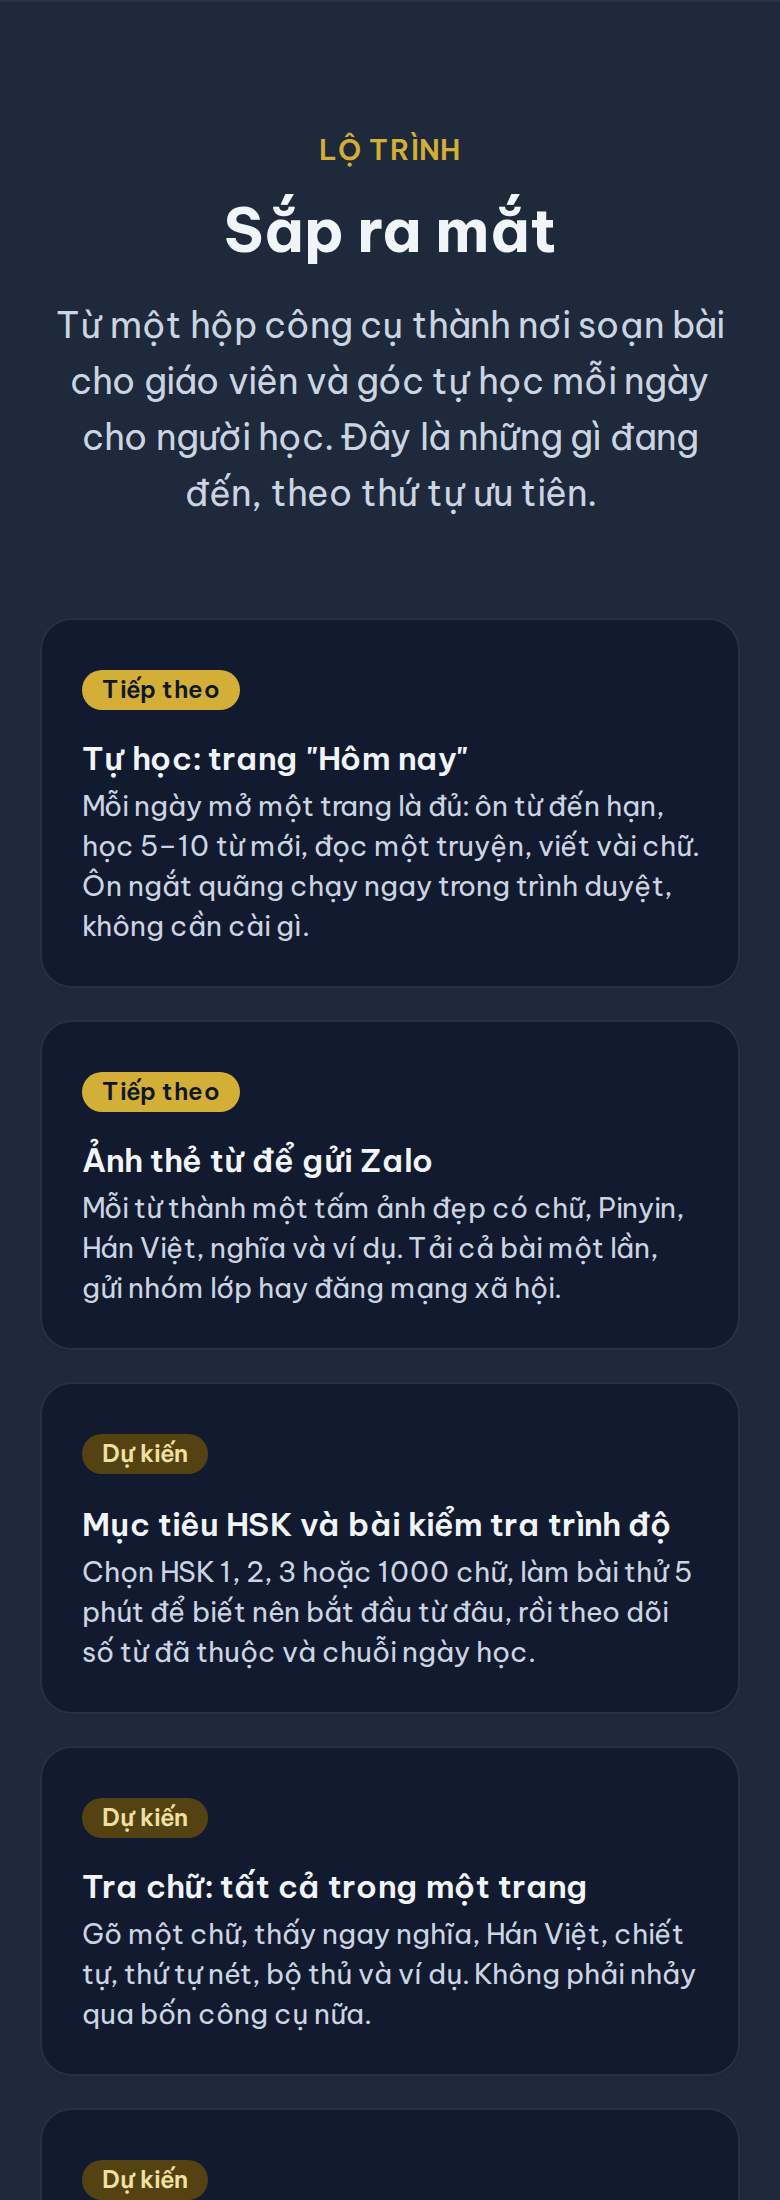 LỘ TRÌNH
Sắp ra mắt
Từ một hộp công cụ thành nơi soạn bài
cho giáo viên và góc tự học mỗi ngày
cho người học. Đây là những gì đang
đến, theo thứ tự ưu tiên.
Tiếp theo
Tự học: trang "Hôm nay"
Mỗi ngày mở một trang là đủ: ôn từ đến hạn,
học 5–10 từ mới, đọc một truyện, viết vài chữ.
Ôn ngắt quãng chạy ngay trong trình duyệt,
không cần cài gì.
Tiếp theo
Ảnh thẻ từ để gửi Zalo
Mỗi từ thành một tấm ảnh đẹp có chữ, Pinyin,
Hán Việt, nghĩa và ví dụ. Tải cả bài một lần,
gửi nhóm lớp hay đăng mạng xã hội.
Dự kiến
Mục tiêu HSK và bài kiểm tra trình độ
Chọn HSK 1, 2, 3 hoặc 1000 chữ, làm bài thử 5
phút để biết nên bắt đầu từ đâu, rồi theo dõi
số từ đã thuộc và chuỗi ngày học.
Dự kiến
Tra chữ: tất cả trong một trang
Gõ một chữ, thấy ngay nghĩa, Hán Việt, chiết
tự, thứ tự nét, bộ thủ và ví dụ. Không phải nhảy
qua bốn công cụ nữa.
Dự kiến